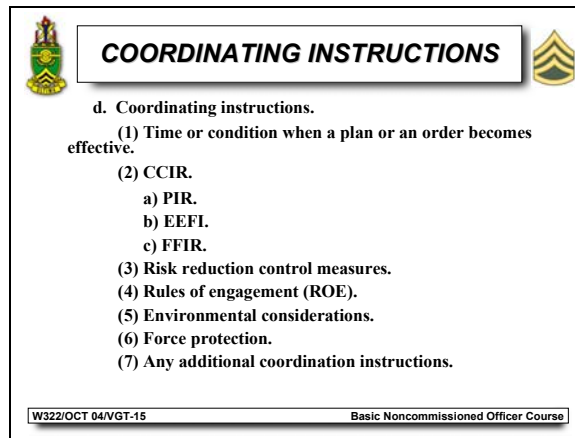 COORDINATING INSTRUCTIONS
d. Coordinating instructions.
(1) Time or condition when a plan or an order becomes
effective.
(2) CCIR.
a) PIR.
b) EEFI.
c) FFIR.
(3) Risk reduction control measures.
(4) Rules of engagement (ROE).
(5) Environmental considerations.
(6) Force protection.
(7) Any additional coordination instructions.
W322/OCT 04/VGT-15 Basic Noncommissioned Officer Course